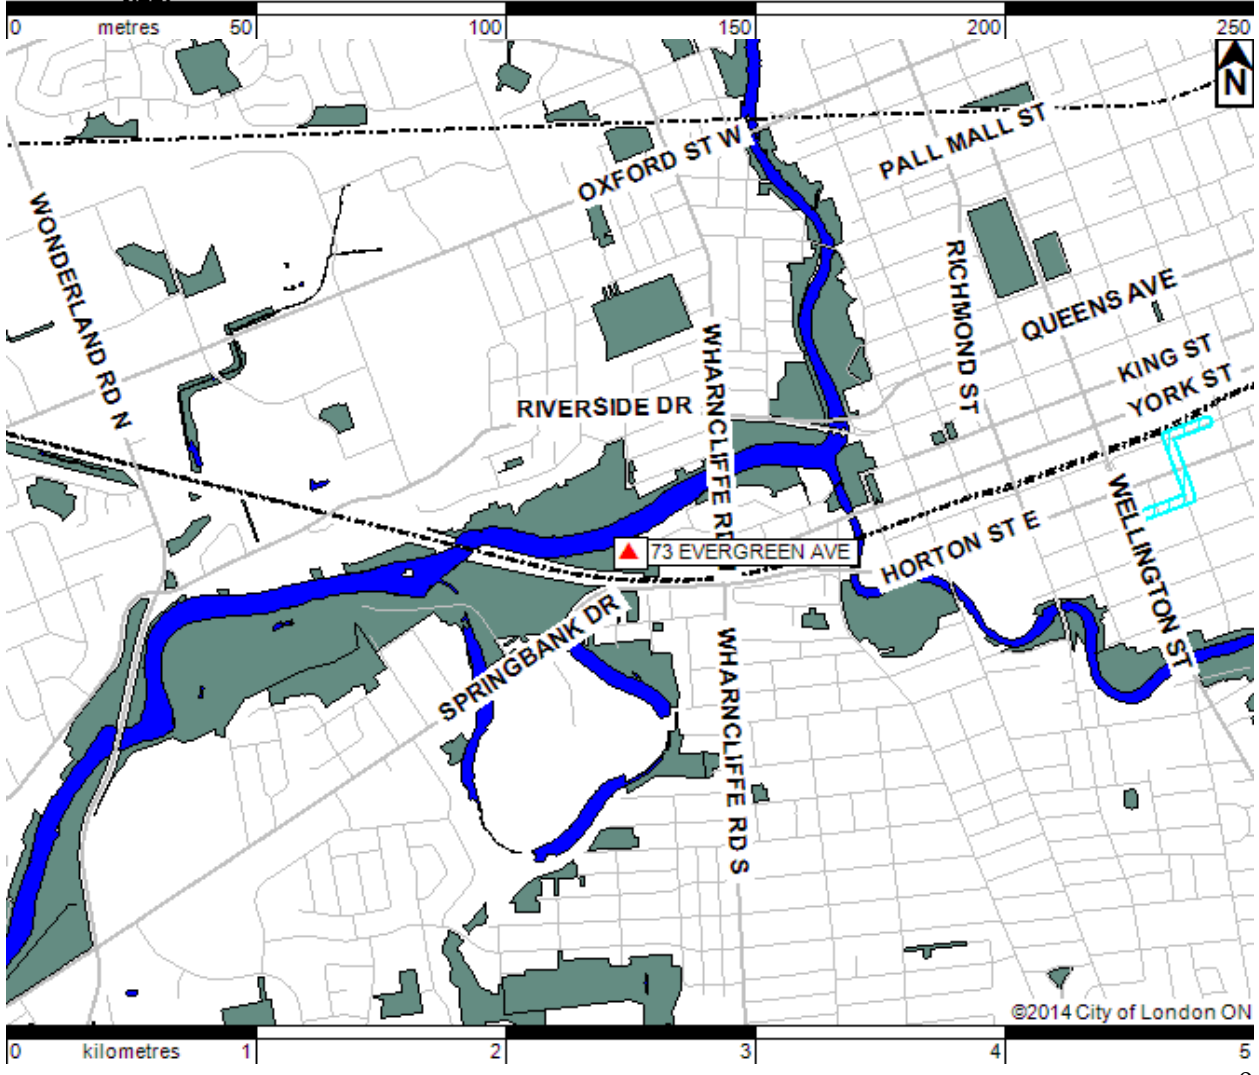 0 metres 50 100 150 200 250
N
PALL MALL ST
OXFORD ST W
WONDERLAND RD N
RICHMOND ST
QUEENS AVE
WHARNCLIFFE RD
KING ST
YORK ST
RIVERSIDE DR
WELLINGTON ST
HORTON ST E
73 EVERGREEN AVE
SPRINGBANK DR
WHARNCLIFFE RD S
©2014 City of London ON
0 kilometres 1 2 3 4 5